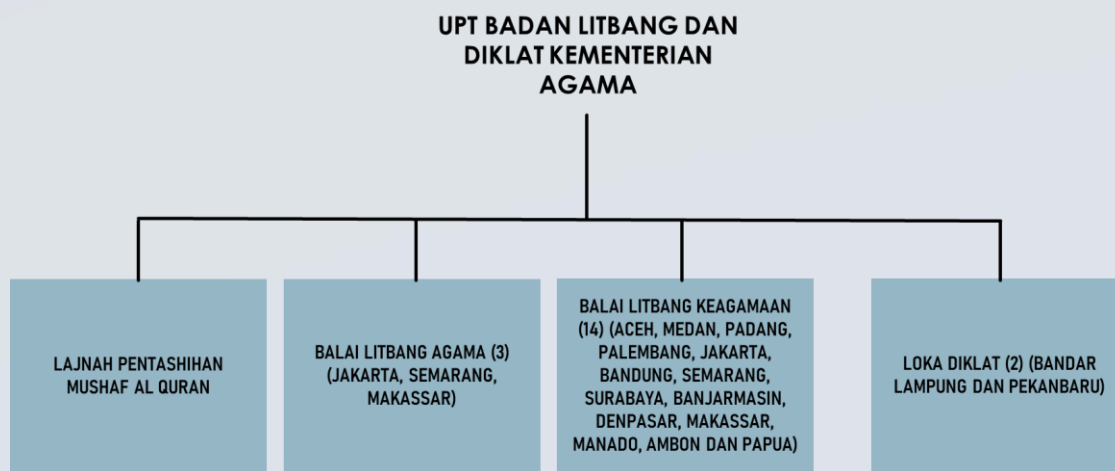 UPT BADAN LITBANG DAN
DIKLAT KEMENTERIAN
AGAMA
LAJNAH PENTASHIHAN
MUSHAF AL QURAN
BALAI LITBANG AGAMA (3)
(JAKARTA, SEMARANG,
MAKASSAR)
BALAI LITBANG KEAGAMAAN
(14) (ACEH, MEDAN, PADANG,
PALEMBANG, JAKARTA,
BANDUNG, SEMARANG,
SURABAYA, BANJARMASIN,
DENPASAR, MAKASSAR,
MANADO, AMBON DAN PAPUA)
LOKA DIKLAT (2) (BANDAR
LAMPUNG DAN PEKANBARU)